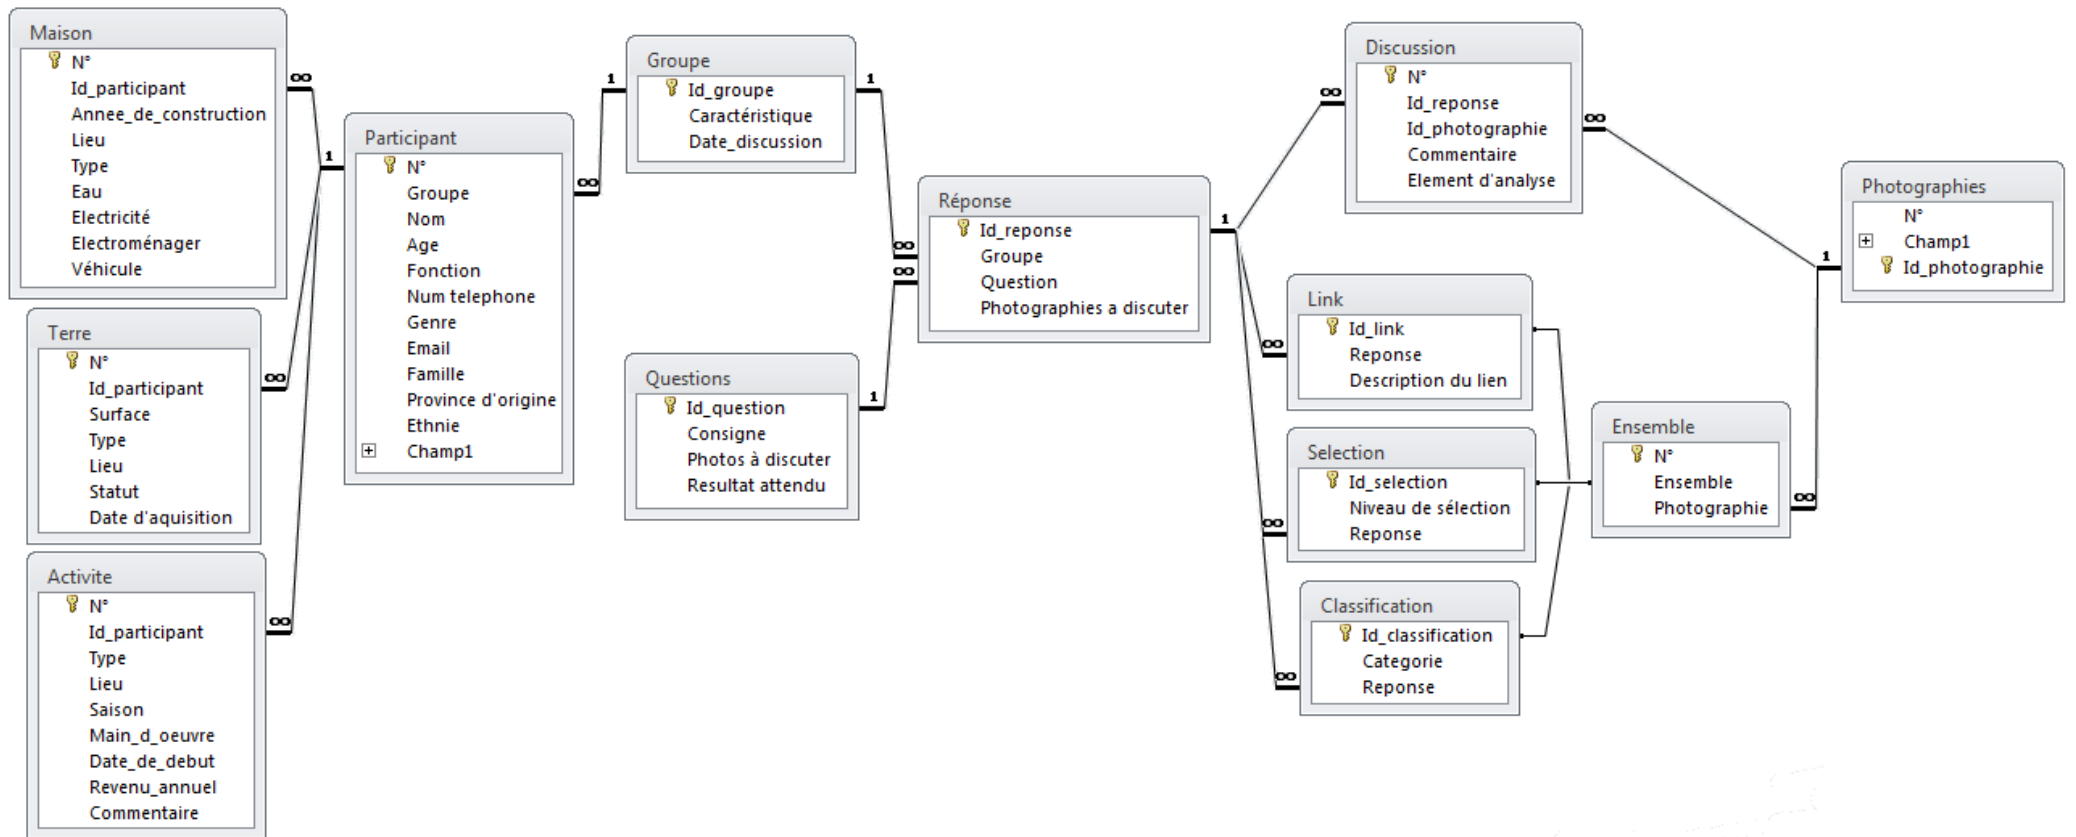 Maison
N°
Id_participant
Annee_de_construction
Lieu
Type
Eau
Electricité
Electroménager
Véhicule
∞
Terre
N°
Id_participant
Surface
Type
Lieu
Statut
Date d'aquisition
∞
Activite
N°
Id_participant
Type
Lieu
Saison
Main_d_oeuvre
Date_de_debut
Revenu_annuel
Commentaire
∞
1
Participant
N°
Groupe
Nom
Age
Fonction
Num telephone
Genre
Email
Famille
Province d'origine
Ethnie
Champ1
∞
1
Groupe
Id_groupe
Caractéristique
Date_discussion
1
Questions
Id_question
Consigne
Photos à discuter
Resultat attendu
1
∞
∞
Réponse
Id_reponse
Groupe
Question
Photographies a discuter
1
∞
Discussion
N°
Id_reponse
Id_photographie
Commentaire
Element d'analyse
∞
∞
Link
Id_link
Reponse
Description du lien
∞
Selection
Id_selection
Niveau de sélection
Reponse
∞
Classification
Id_classification
Categorie
Reponse
Ensemble
N°
Ensemble
Photographie
∞
1
Photographies
N°
Champ1
Id_photographie